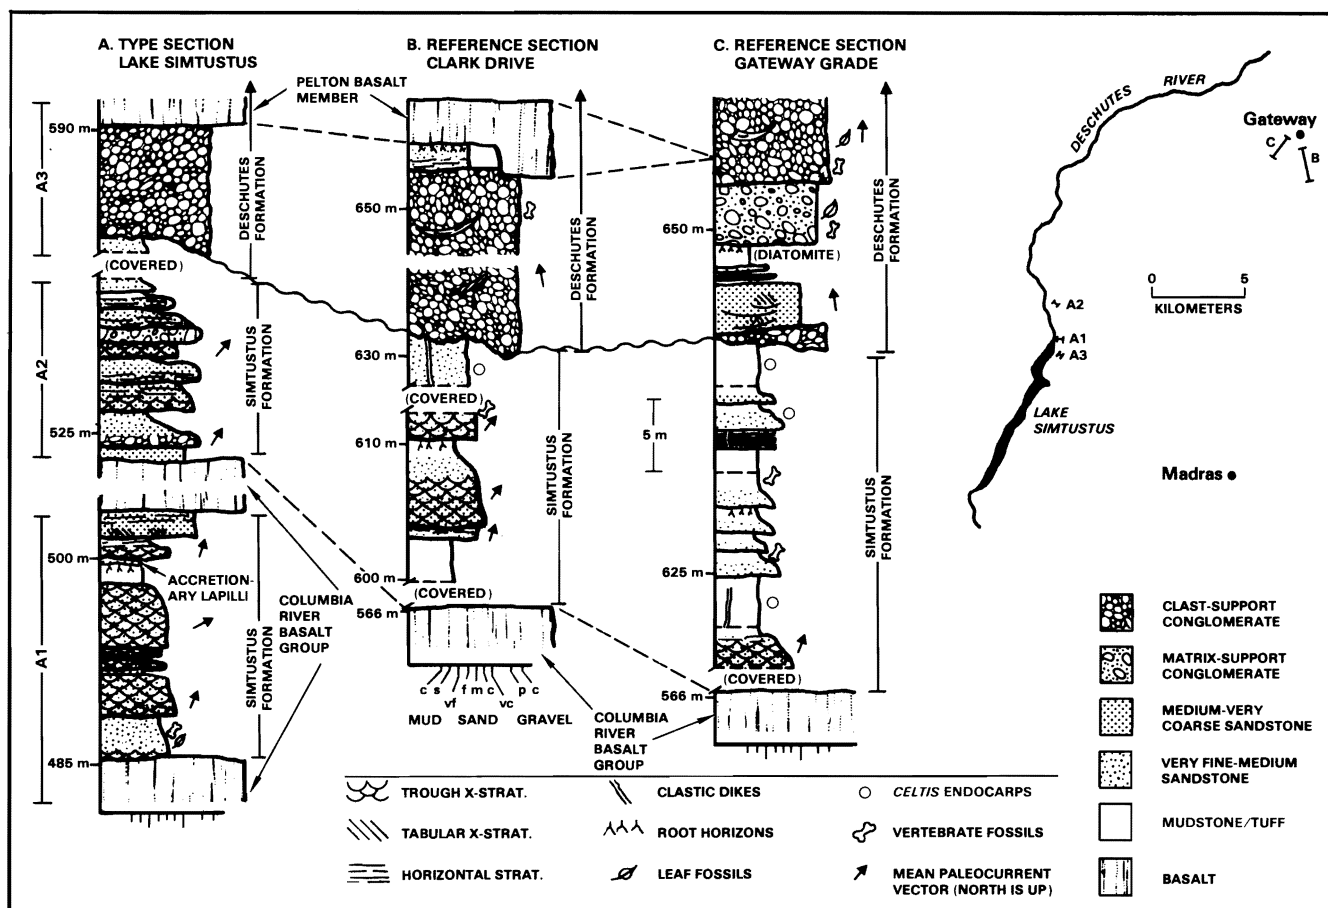 A. TYPE SECTION
LAKE SIMTUSTUS
B. REFERENCE SECTION
CLARK DRIVE
C. REFERENCE SECTION
GATEWAY GRADE
PELTON BASALT
MEMBER
590 m
A3
DESCHUTES
FORMATION
(COVERED)
A2
SIMTUSTUS
FORMATION
525 m
500 m
ACCRETION-
ARY LAPILLI
A1
SIMTUSTUS
FORMATION
485 m
COLUMBIA
RIVER
BASALT
GROUP
650 m
DESCHUTES
FORMATION
630 m
(COVERED)
610 m
SIMTUSTUS
FORMATION
600 m
(COVERED)
566 m
c s f m c p c
vf vc
MUD SAND GRAVEL
COLUMBIA
RIVER
BASALT
GROUP
650 m
(DIATOMITE)
DESCHUTES
FORMATION
5 m
SIMTUSTUS
FORMATION
625 m
(COVERED)
566 m
DESCHUTES
RIVER
Gateway
C
B
A2
A1
A3
0 5
KILOMETERS
LAKE
SIMTUSTUS
Madras
TROUGH X-STRAT.
TABULAR X-STRAT.
HORIZONTAL STRAT.
CLASTIC DIKES
ROOT HORIZONS
LEAF FOSSILS
CELTIS ENDOCARPS
VERTEBRATE FOSSILS
MEAN PALEOCURRENT
VECTOR (NORTH IS UP)
CLAST-SUPPORT
CONGLOMERATE
MATRIX-SUPPORT
CONGLOMERATE
MEDIUM-VERY
COARSE SANDSTONE
VERY FINE-MEDIUM
SANDSTONE
MUDSTONE/TUFF
BASALT